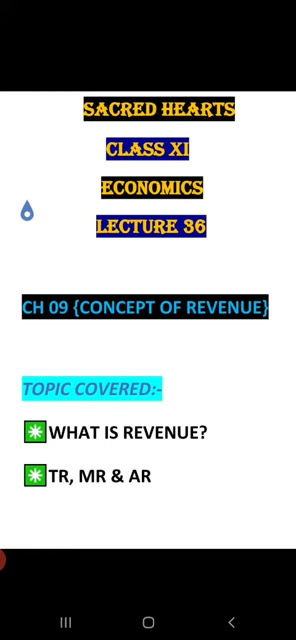 SACRED HEARTS
CLASS XI
ECONOMICS
LECTURE 36
CH 09 {CONCEPT OF REVENUE}
TOPIC COVERED:-
WHAT IS REVENUE?
TR, MR & AR